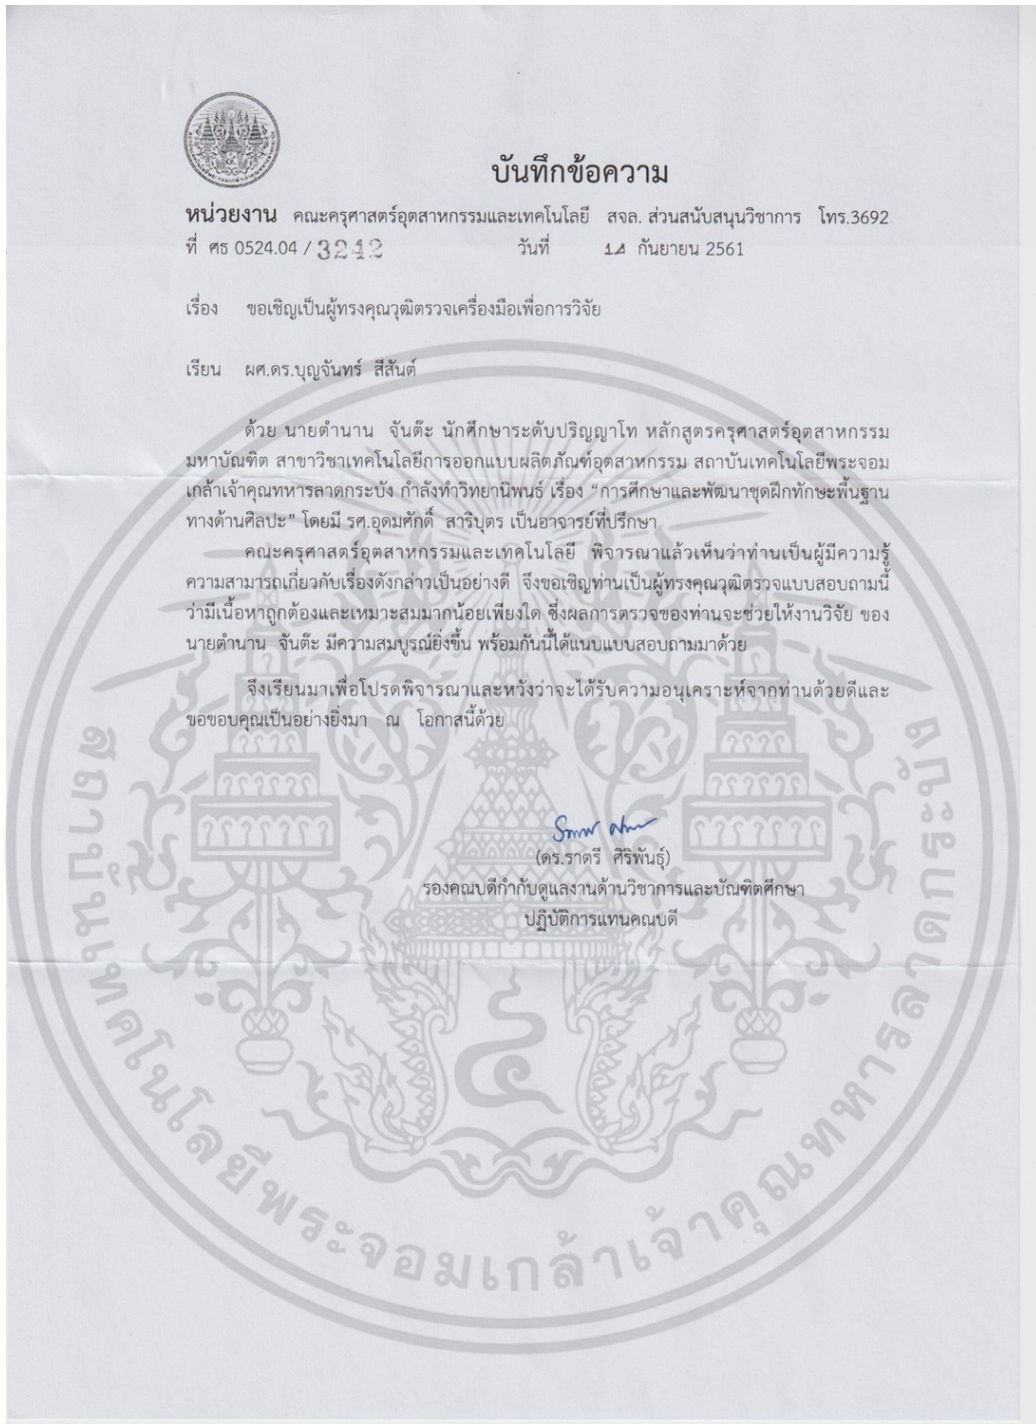 บันทึกข้อความ
หน่วยงาน คณะครุศาสตร์อุตสาหกรรมและเทคโนโลยี สจล. ส่วนสนับสนุนวิชาการ โทร.3692
ที่ ศธ 0524.04 / 3242 วันที่ 14 กันยายน 2561
เรื่อง ขอเชิญเป็นผู้ทรงคุณวุฒิตรวจเครื่องมือเพื่อการวิจัย
เรียน ผศ.ดร.บุญจันทร์ สีสันต์
ด้วย นายตำนาน จันต๊ะ นักศึกษาระดับปริญญาโท หลักสูตรครุศาสตร์อุตสาหกรรม
มหาบัณฑิต สาขาวิชาเทคโนโลยีการออกแบบผลิตภัณฑ์อุตสาหกรรม สถาบันเทคโนโลยีพระจอม
เกล้าเจ้าคุณทหารลาดกระบัง กำลังทำวิทยานิพนธ์ เรื่อง “การศึกษาและพัฒนาชุดฝึกทักษะพื้นฐาน
ทางด้านศิลปะ” โดยมี รศ.อุดมศักดิ์ สาริบุตร เป็นอาจารย์ที่ปรึกษา
คณะครุศาสตร์อุตสาหกรรมและเทคโนโลยี พิจารณาแล้วเห็นว่าท่านเป็นผู้มีความรู้
ความสามารถเกี่ยวกับเรื่องดังกล่าวเป็นอย่างดี จึงขอเชิญท่านเป็นผู้ทรงคุณวุฒิตรวจแบบสอบถามนี้
ว่ามีเนื้อหาถูกต้องและเหมาะสมมากน้อยเพียงใด ซึ่งผลการตรวจของท่านจะช่วยให้งานวิจัย ของ
นายตำนาน จันต๊ะ มีความสมบูรณ์ยิ่งขึ้น พร้อมกันนี้ได้แนบแบบสอบถามมาด้วย
จึงเรียนมาเพื่อโปรดพิจารณาและหวังว่าจะได้รับความอนุเคราะห์จากท่านด้วยดีและ
ขอขอบคุณเป็นอย่างยิ่งมา ณ โอกาสนี้ด้วย
(ดร.ราตรี ศิริพันธุ์)
รองคณบดีกำกับดูแลงานด้านวิชาการและบัณฑิตศึกษา
ปฏิบัติการแทนคณบดี
๔
สถาบันเทคโนโลยีพระจอมเกล้าเจ้าคุณทหารลาดกระบัง